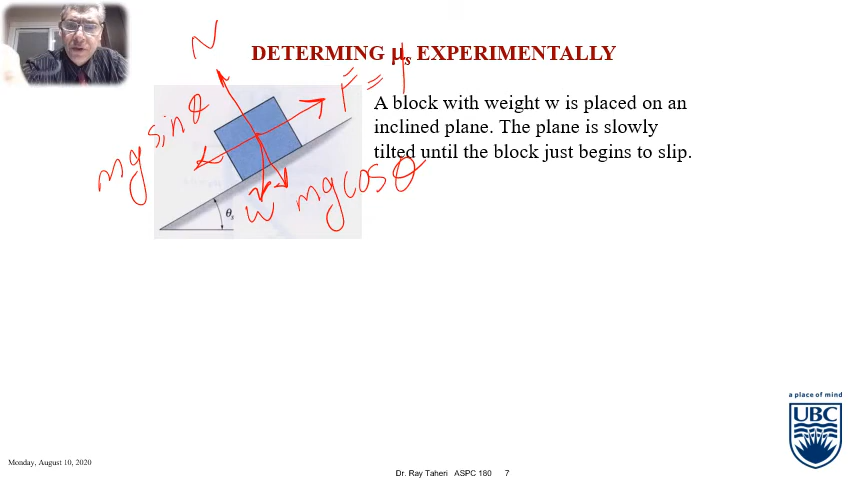 DETERMING μs EXPERIMENTALLY
N
F =
mg sin θ
W
mg cos θ
θs
A block with weight w is placed on an
inclined plane. The plane is slowly
tilted until the block just begins to slip.
a place of mind
UBC
Monday, August 10, 2020
Dr. Ray Taheri ASPC 180 7